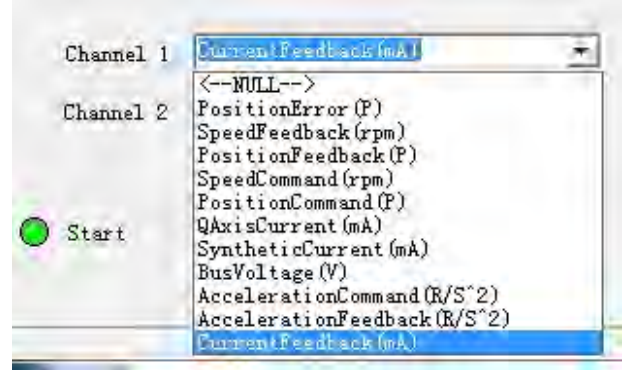 Channel 1 CurrentFeedback(mA)
<--NULL-->
Channel 2 PositionError(P)
SpeedFeedback(rpm)
PositionFeedback(P)
SpeedCommand(rpm)
PositionCommand(P)
Start QAxisCurrent(mA)
SyntheticCurrent(mA)
BusVoltage(V)
AccelerationCommand(R/S^2)
AccelerationFeedback(R/S^2)
CurrentFeedback(mA)